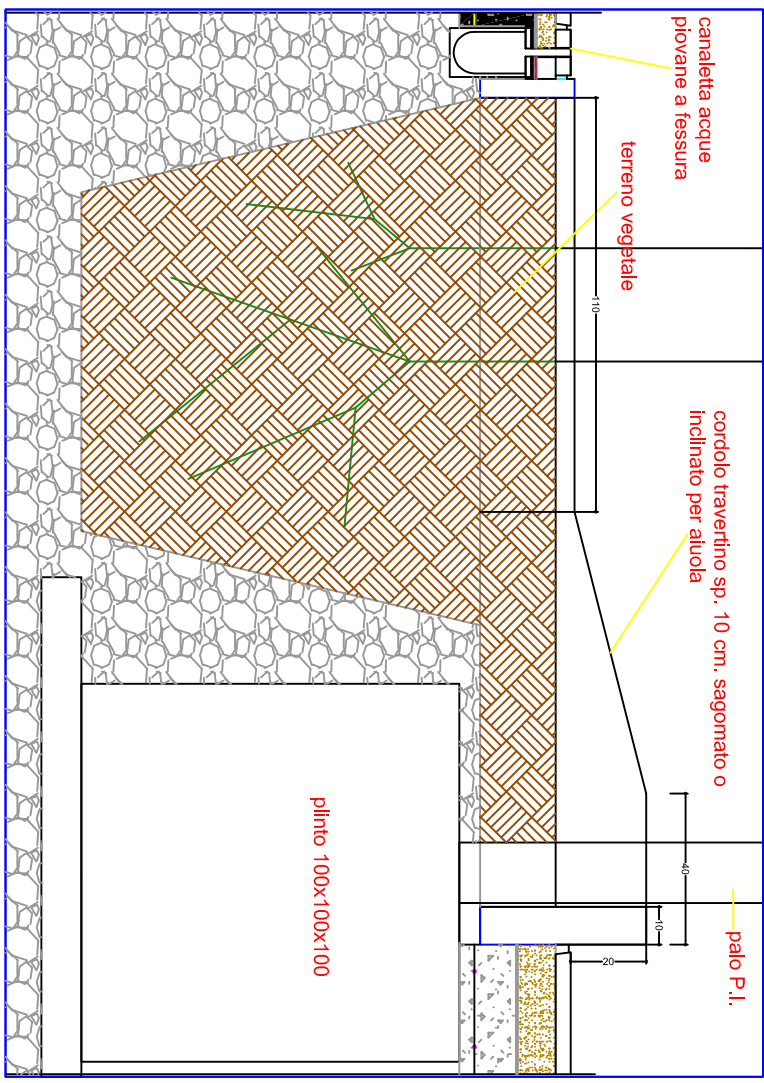 canaletta acque
piovane a fessura
terreno vegetale
110
cordolo travertino sp. 10 cm. sagomato o
inclinato per aiuola
40
10
20
palo P.I.
plinto 100x100x100